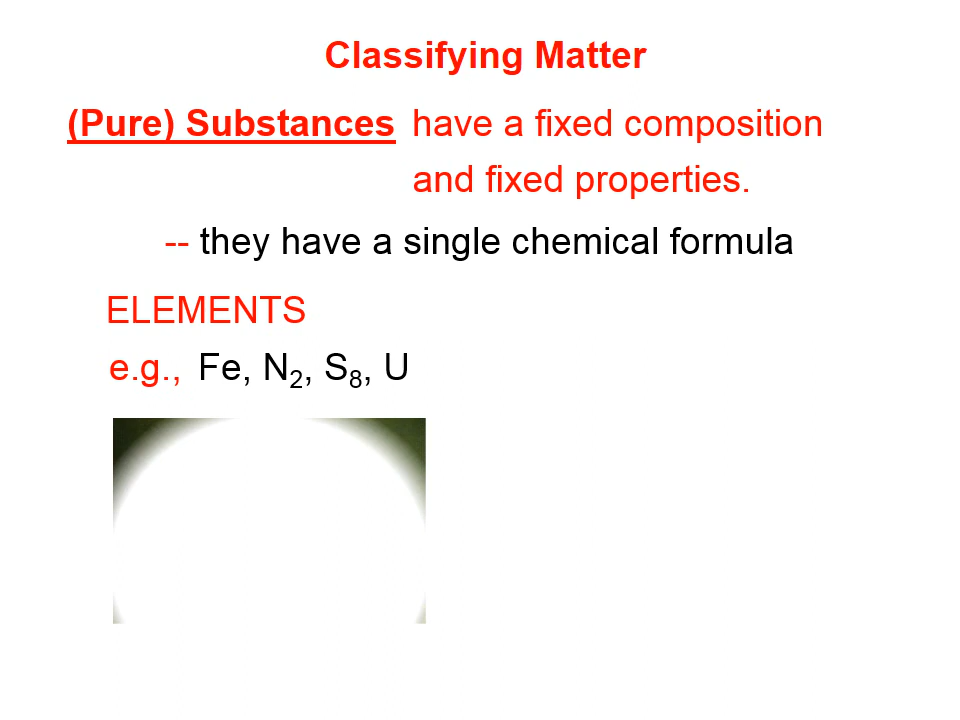 Classifying Matter
(Pure) Substances have a fixed composition
and fixed properties.
-- they have a single chemical formula
ELEMENTS
e.g., Fe, N₂, S₈, U